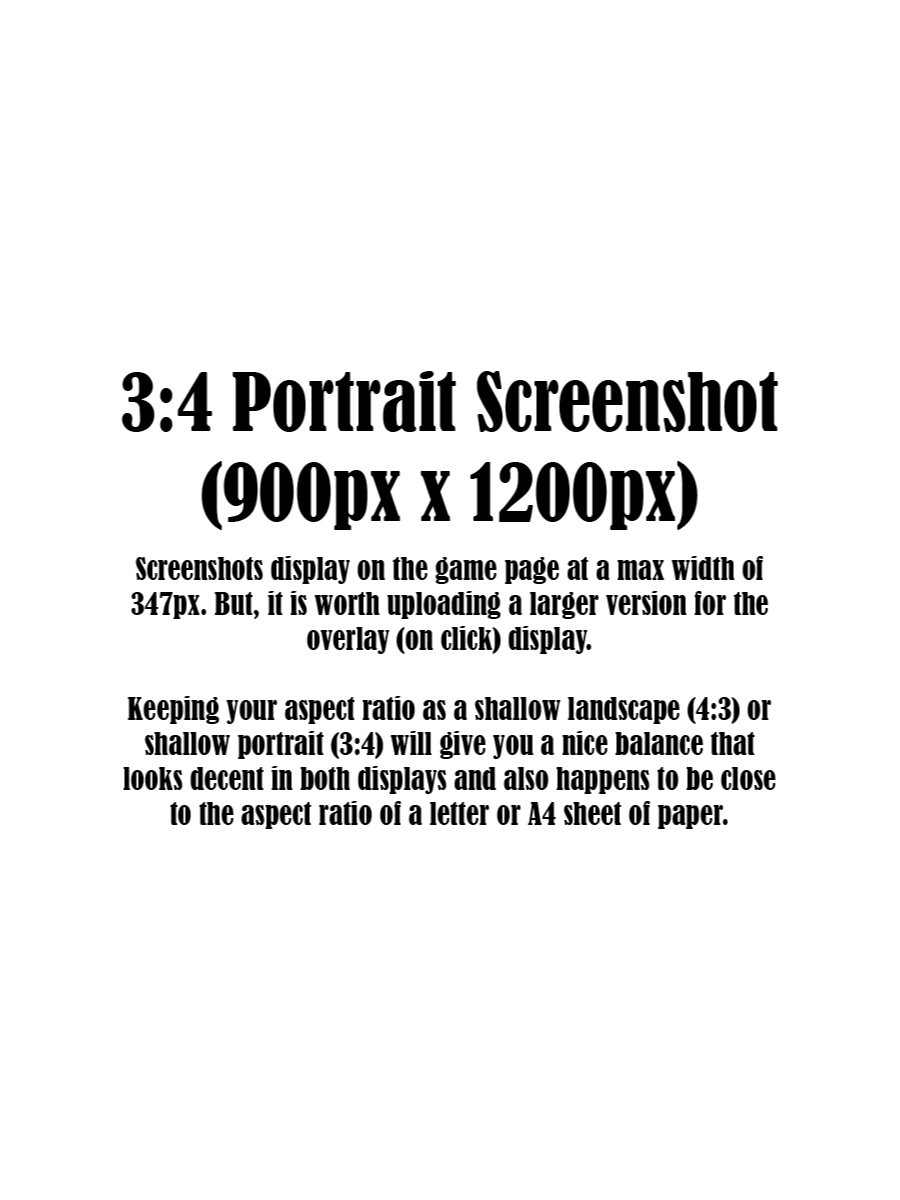 3:4 Portrait Screenshot
(900px x 1200px)
Screenshots display on the game page at a max width of
347px. But, it is worth uploading a larger version for the
overlay (on click) display.
Keeping your aspect ratio as a shallow landscape (4:3) or
shallow portrait (3:4) will give you a nice balance that
looks decent in both displays and also happens to be close
to the aspect ratio of a letter or A4 sheet of paper.